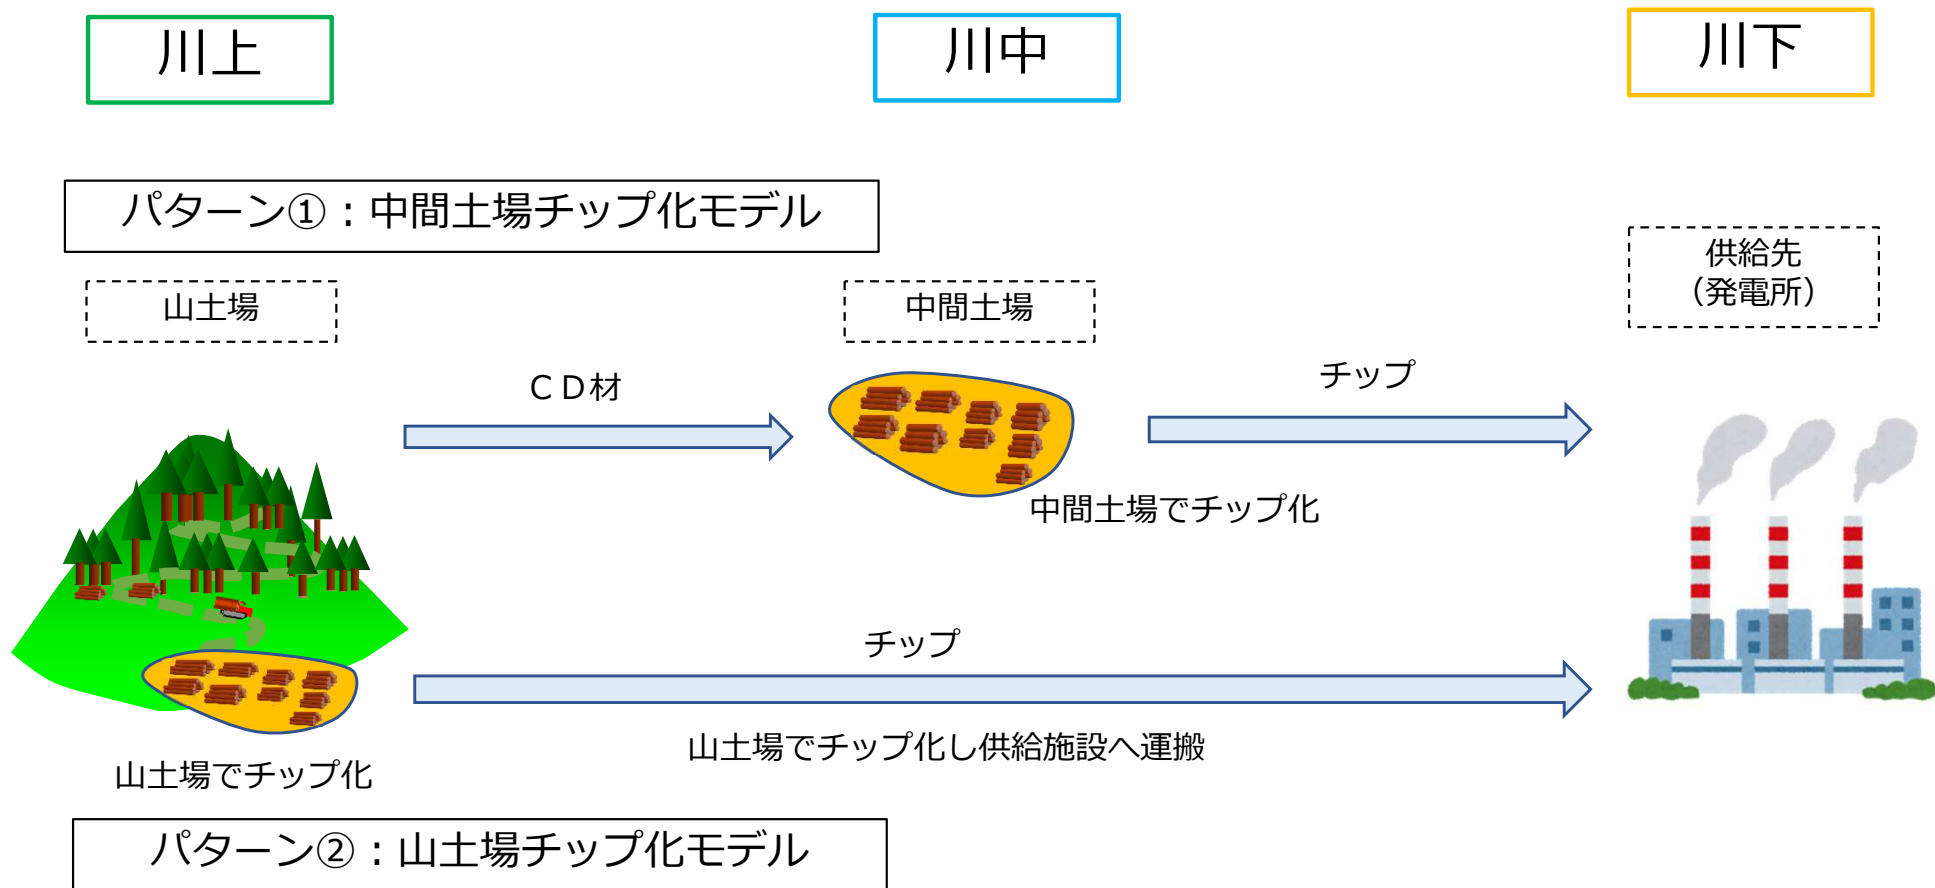 川上
川中
川下
パターン①：中間土場チップ化モデル
山土場
中間土場
供給先
（発電所）
ＣＤ材
チップ
中間土場でチップ化
チップ
山土場でチップ化し供給施設へ運搬
山土場でチップ化
パターン②：山土場チップ化モデル